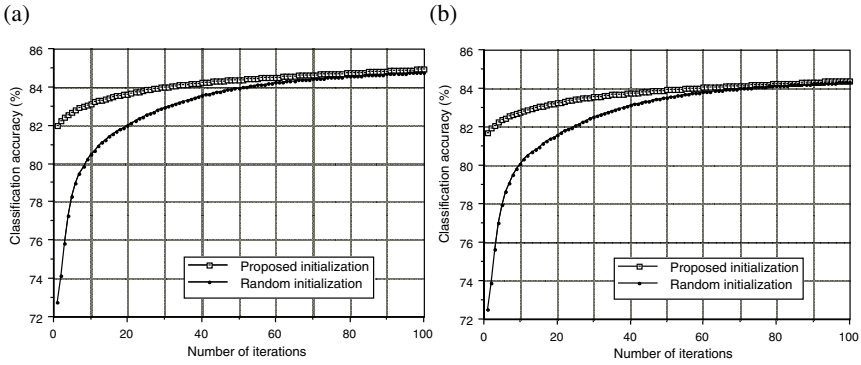 (a)
86
84
82
80
78
76
74
72
0
20
40
60
80
100
Classification accuracy (%)
Number of iterations
Proposed initialization
Random initialization
(b)
86
84
82
80
78
76
74
72
0
20
40
60
80
100
Classification accuracy (%)
Number of iterations
Proposed initialization
Random initialization